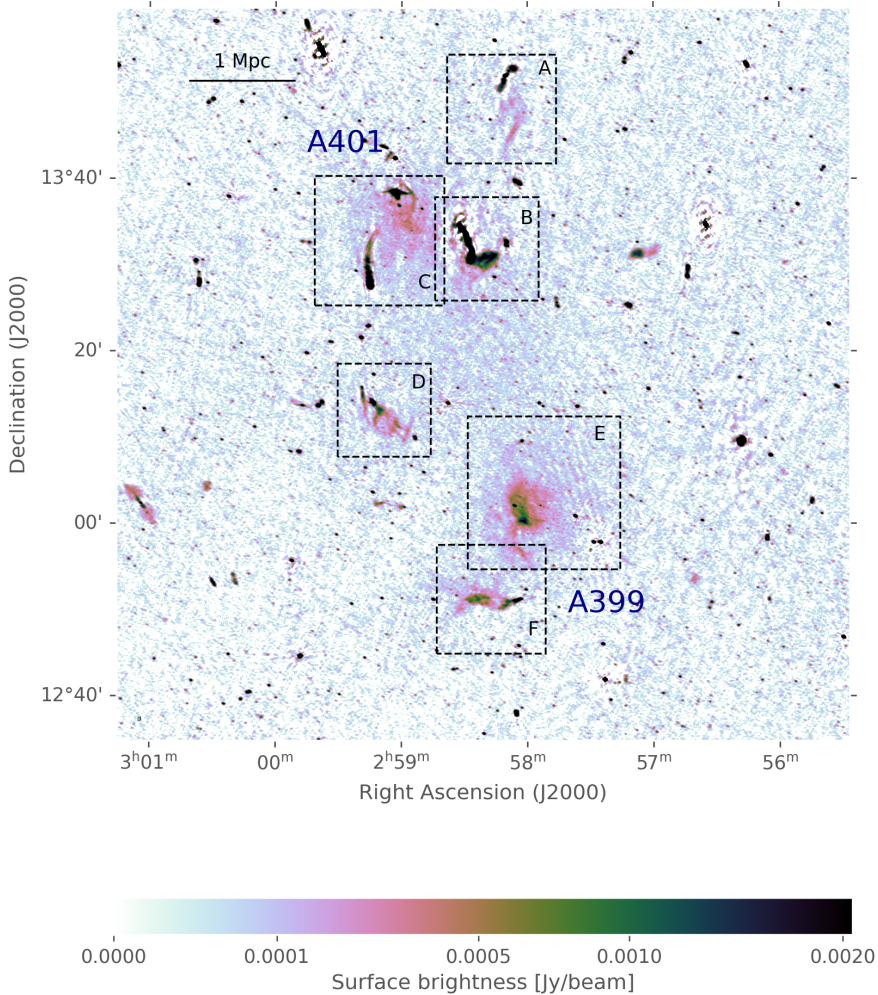 1 Mpc
A
A401
13°40'
B
C
20'
D
E
00'
A399
F
12°40'
3ʰ01ᵐ 00ᵐ 2ʰ59ᵐ 58ᵐ 57ᵐ 56ᵐ
Right Ascension (J2000)
Declination (J2000)
0.0000 0.0001 0.0005 0.0010 0.0020
Surface brightness [Jy/beam]